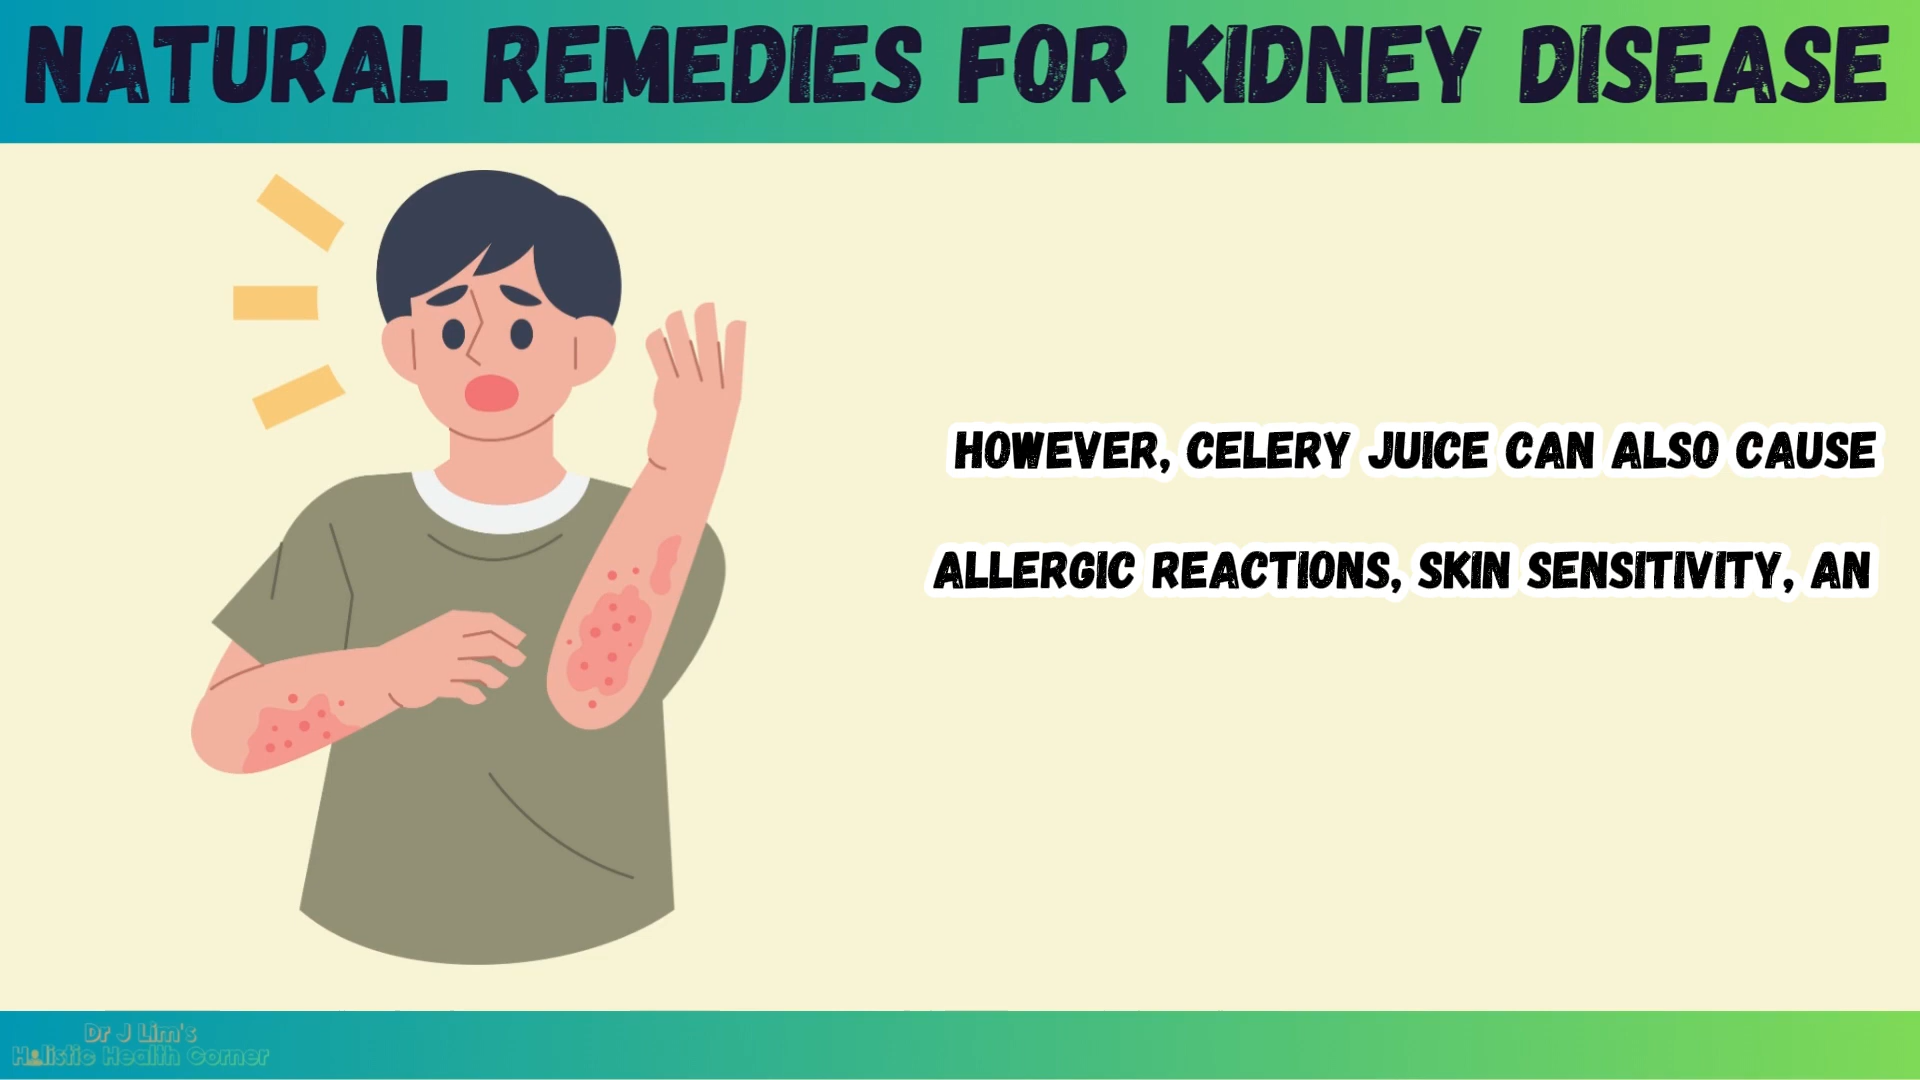 NATURAL REMEDIES FOR KIDNEY DISEASE
HOWEVER, CELERY JUICE CAN ALSO CAUSE
ALLERGIC REACTIONS, SKIN SENSITIVITY, AN
Dr J Lim's
Holistic Health Corner